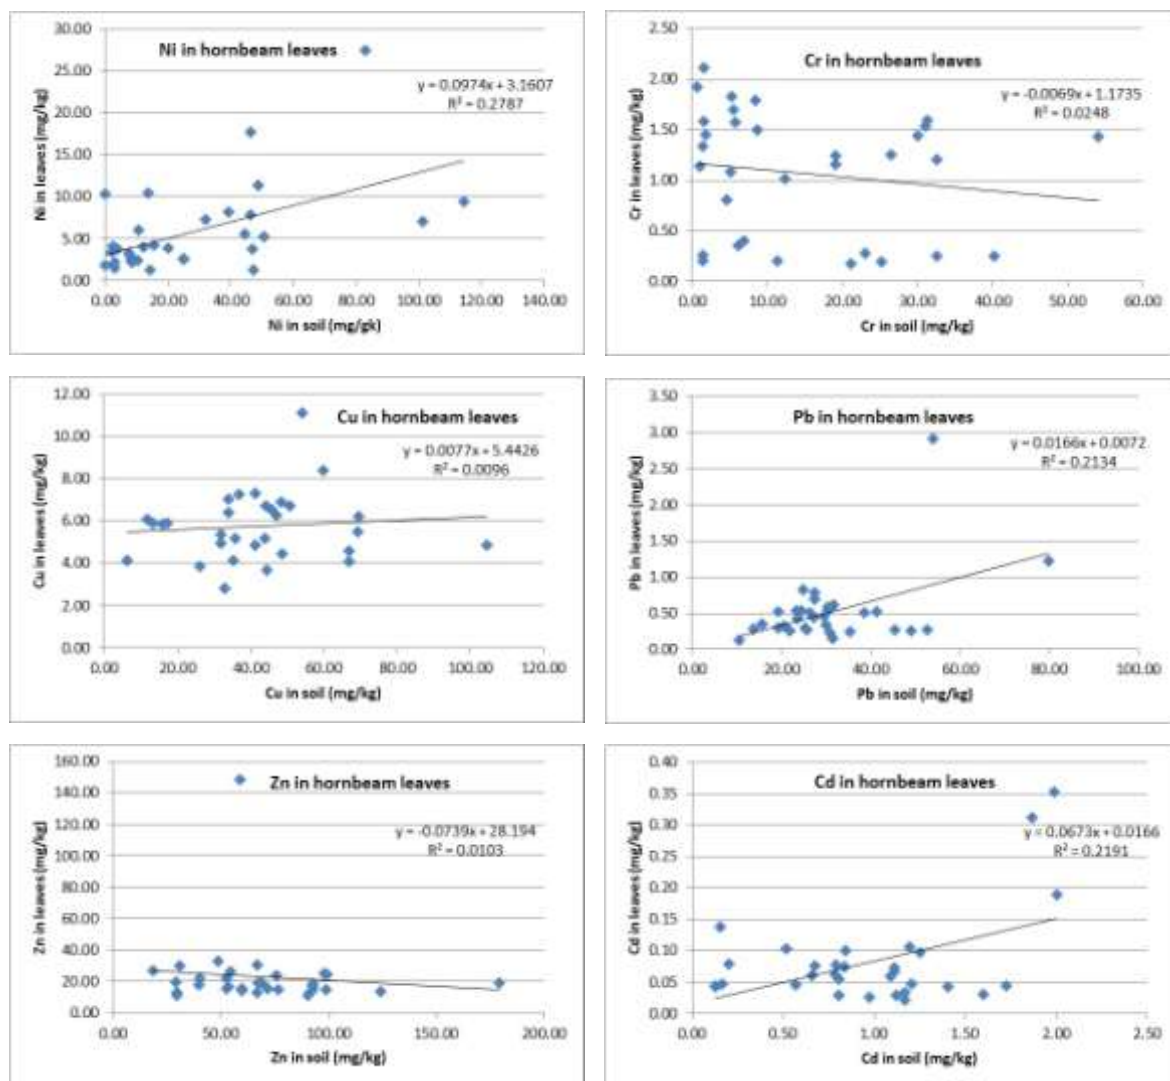 Ni in hornbeam leaves
y = 0.0974x + 3.1607
R² = 0.2787
Ni in leaves (mg/kg)
30.00
25.00
20.00
15.00
10.00
5.00
0.00
0.00 20.00 40.00 60.00 80.00 100.00 120.00 140.00
Ni in soil (mg/gk)
Cr in hornbeam leaves
y = -0.0069x + 1.1735
R² = 0.0248
Cr in leaves (mg/kg)
2.50
2.00
1.50
1.00
0.50
0.00
0.00 10.00 20.00 30.00 40.00 50.00 60.00
Cr in soil (mg/kg)
Cu in hornbeam leaves
y = 0.0077x + 5.4426
R² = 0.0096
Cu in leaves (mg/kg)
12.00
10.00
8.00
6.00
4.00
2.00
0.00
0.00 20.00 40.00 60.00 80.00 100.00 120.00
Cu in soil (mg/kg)
Pb in hornbeam leaves
y = 0.0166x + 0.0072
R² = 0.2134
Pb in leaves (mg/kg)
3.50
3.00
2.50
2.00
1.50
1.00
0.50
0.00
0.00 20.00 40.00 60.00 80.00 100.00
Pb in soil (mg/kg)
Zn in hornbeam leaves
y = -0.0739x + 28.194
R² = 0.0103
Zn in leaves (mg/kg)
160.00
140.00
120.00
100.00
80.00
60.00
40.00
20.00
0.00
0.00 50.00 100.00 150.00 200.00
Zn in soil (mg/kg)
Cd in hornbeam leaves
y = 0.0673x + 0.0166
R² = 0.2191
Cd in leaves (mg/kg)
0.40
0.35
0.30
0.25
0.20
0.15
0.10
0.05
0.00
0.50 1.00 1.50 2.00 2.50
Cd in soil (mg/kg)